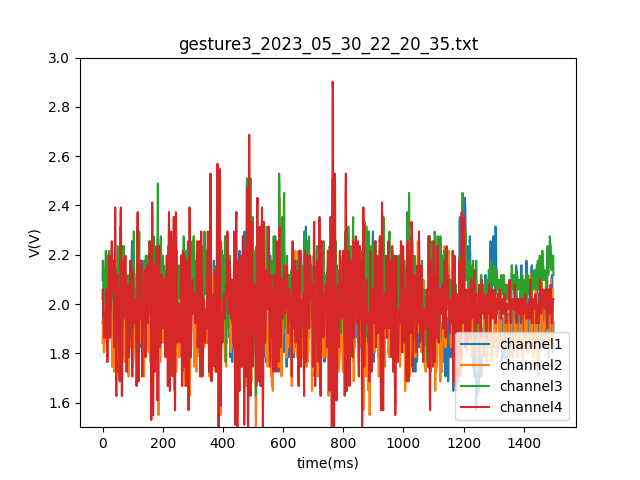 gesture3_2023_05_30_22_20_35.txt
3.0
2.8
2.6
2.4
2.2
2.0
1.8
1.6
V(V)
channel1
channel2
channel3
channel4
0 200 400 600 800 1000 1200 1400
time(ms)